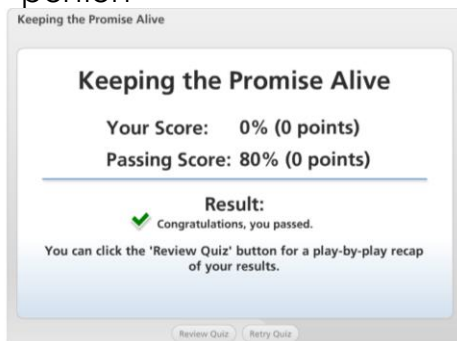 Keeping the Promise Alive
Keeping the Promise Alive
Your Score: 0% (0 points)
Passing Score: 80% (0 points)
Result:
Congratulations, you passed.
You can click the 'Review Quiz' button for a play-by-play recap
of your results.
Review Quiz
Retry Quiz